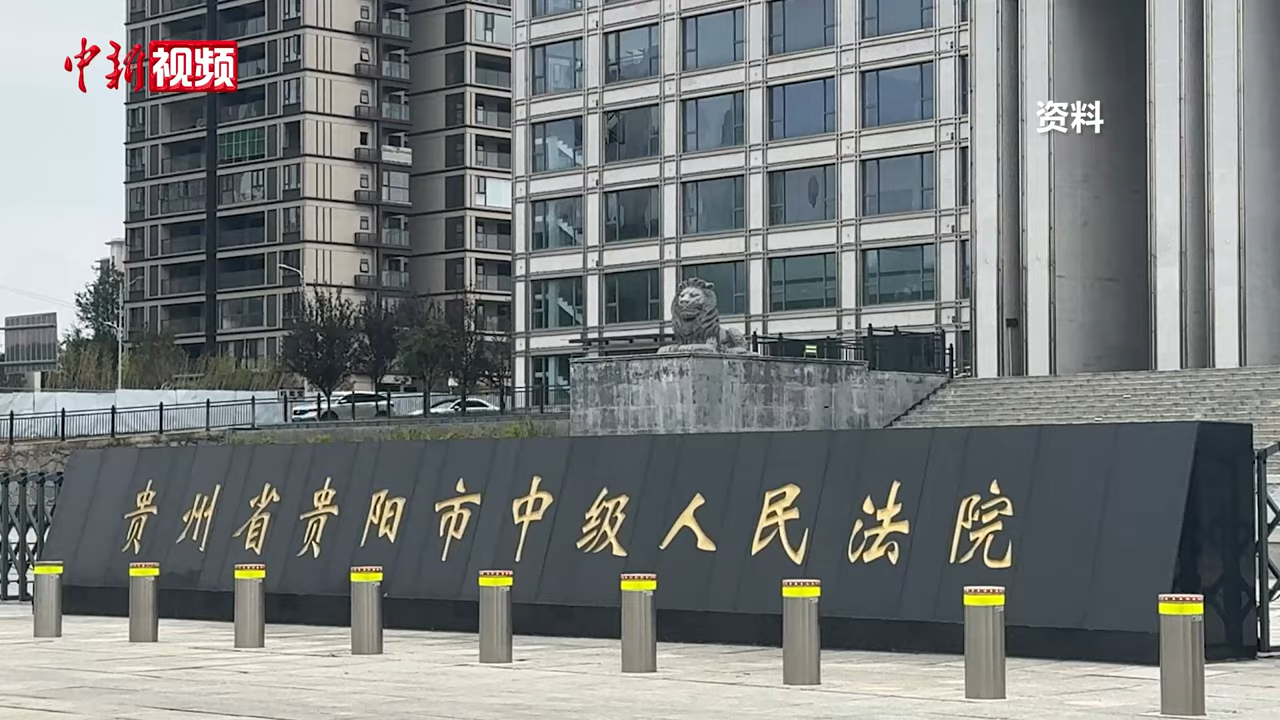 中新视频
资料
贵州省贵阳市中级人民法院